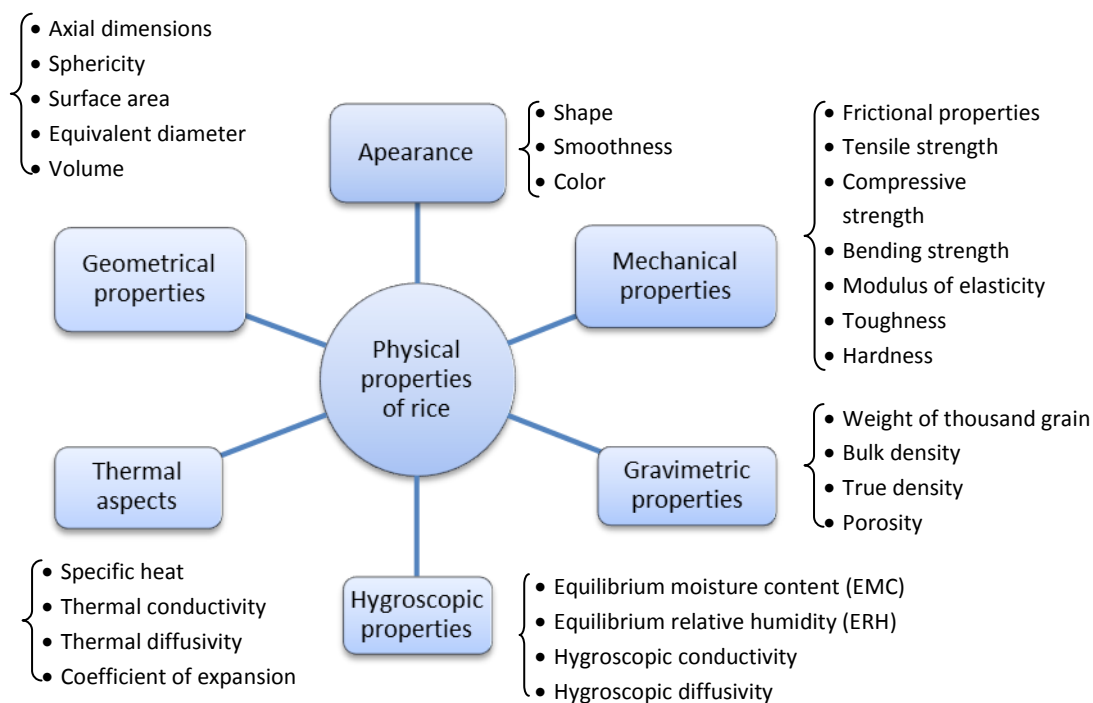 • Axial dimensions
• Sphericity
• Surface area
• Equivalent diameter
• Volume
Apearance
• Shape
• Smoothness
• Color
• Frictional properties
• Tensile strength
• Compressive
strength
• Bending strength
• Modulus of elasticity
• Toughness
• Hardness
Geometrical
properties
Mechanical
properties
Physical
properties
of rice
Thermal
aspects
Gravimetric
properties
• Weight of thousand grain
• Bulk density
• True density
• Porosity
• Specific heat
• Thermal conductivity
• Thermal diffusivity
• Coefficient of expansion
Hygroscopic
properties
• Equilibrium moisture content (EMC)
• Equilibrium relative humidity (ERH)
• Hygroscopic conductivity
• Hygroscopic diffusivity